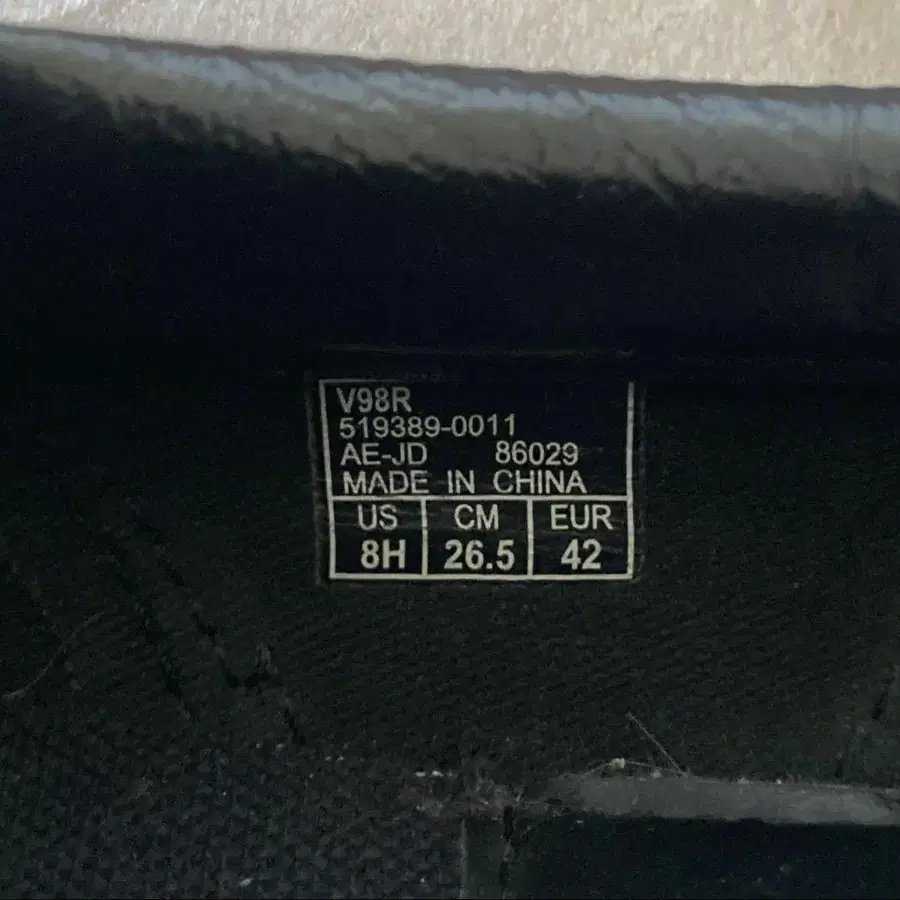 V98R
519389-0011
AE-JD 86029
MADE IN CHINA
US CM EUR
8H 26.5 42